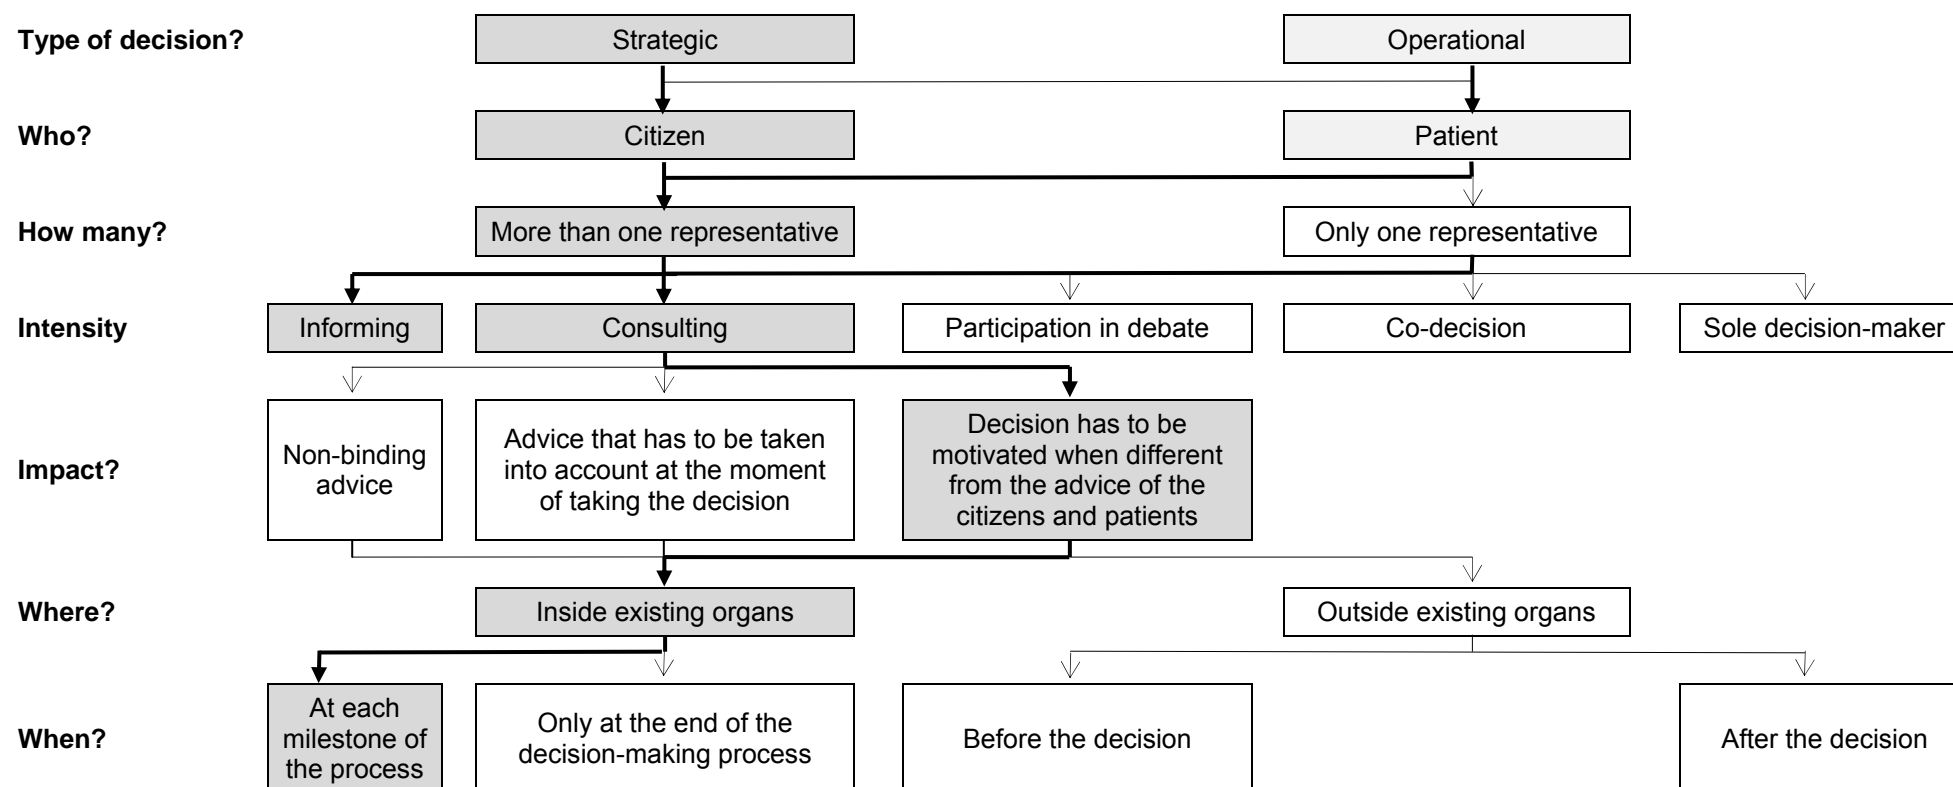 Type of decision?
Strategic
Operational
Who?
Citizen
Patient
How many?
More than one representative
Only one representative
Intensity
Informing
Consulting
Participation in debate
Co-decision
Sole decision-maker
Impact?
Non-binding
advice
Advice that has to be taken
into account at the moment
of taking the decision
Decision has to be
motivated when different
from the advice of the
citizens and patients
Where?
Inside existing organs
Outside existing organs
When?
At each
milestone of
the process
Only at the end of the
decision-making process
Before the decision
After the decision